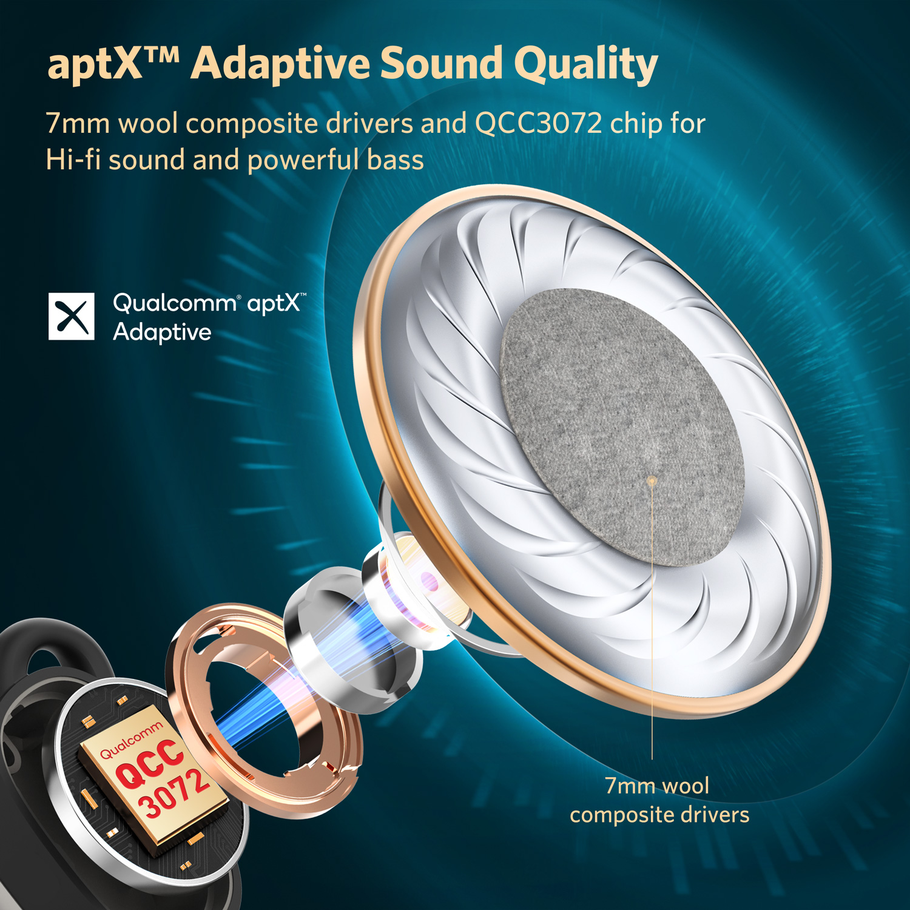 aptX™ Adaptive Sound Quality
7mm wool composite drivers and QCC3072 chip for
Hi-fi sound and powerful bass
Qualcomm® aptX™
Adaptive
Qualcomm
QCC
3072
7mm wool
composite drivers